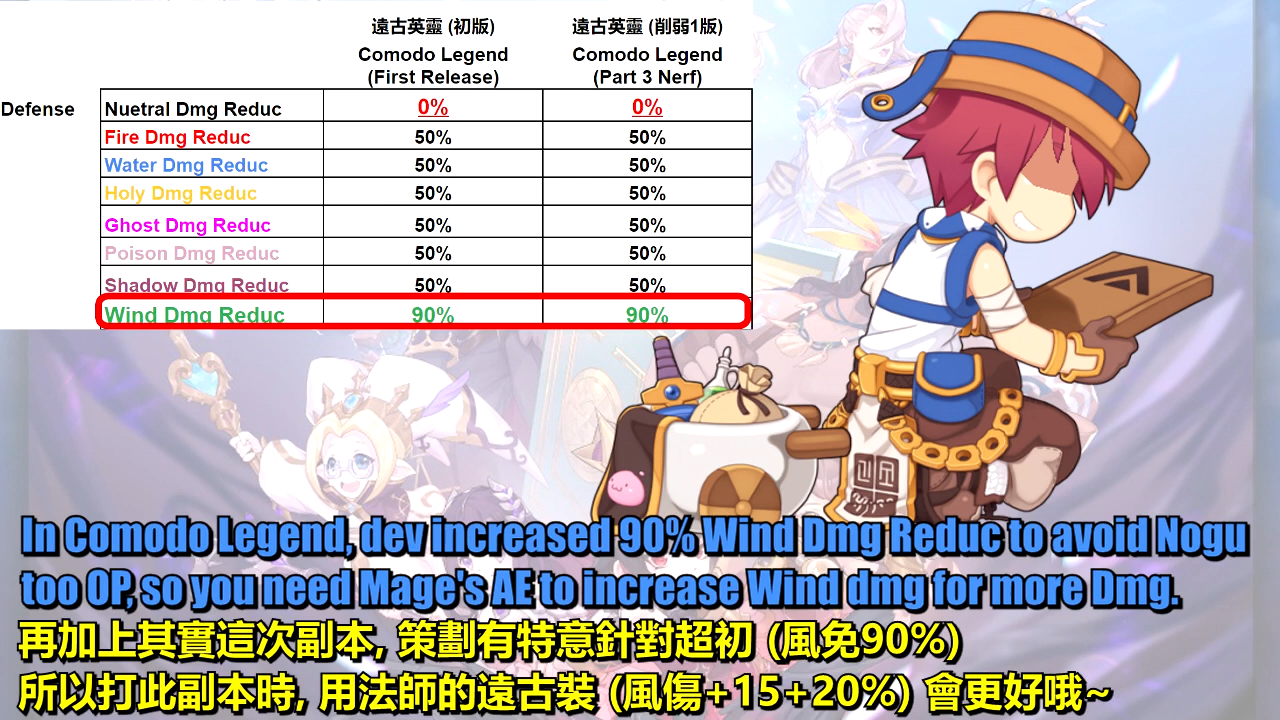 遠古英靈 (初版) 遠古英靈 (削弱1版)
Comodo Legend Comodo Legend
(First Release) (Part 3 Nerf)
Defense Nuetral Dmg Reduc 0% 0%
Fire Dmg Reduc 50% 50%
Water Dmg Reduc 50% 50%
Holy Dmg Reduc 50% 50%
Ghost Dmg Reduc 50% 50%
Poison Dmg Reduc 50% 50%
Shadow Dmg Reduc 50% 50%
Wind Dmg Reduc 90% 90%
In Comodo Legend, dev increased 90% Wind Dmg Reduc to avoid Nogu
too OP, so you need Mage's AE to increase Wind dmg for more Dmg.
再加上其實這次副本, 策劃有特意針對超初 (風免90%)
所以打此副本時, 用法師的遠古裝 (風傷+15+20%) 會更好哦~